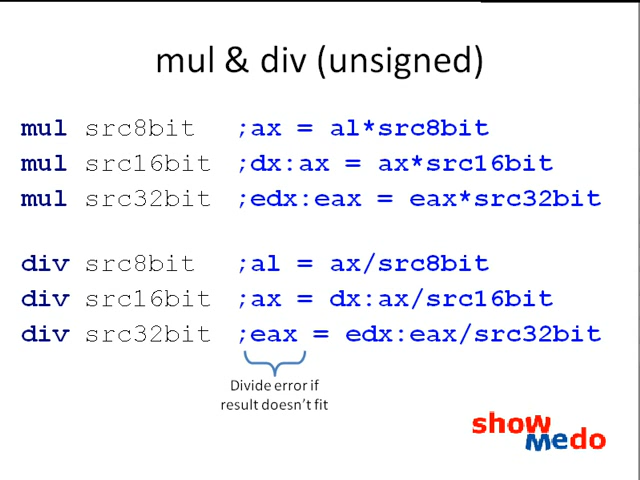 mul & div (unsigned)
mul src8bit ;ax = al*src8bit
mul src16bit ;dx:ax = ax*src16bit
mul src32bit ;edx:eax = eax*src32bit
div src8bit ;al = ax/src8bit
div src16bit ;ax = dx:ax/src16bit
div src32bit ;eax = edx:eax/src32bit
Divide error if
result doesn't fit
show
medo